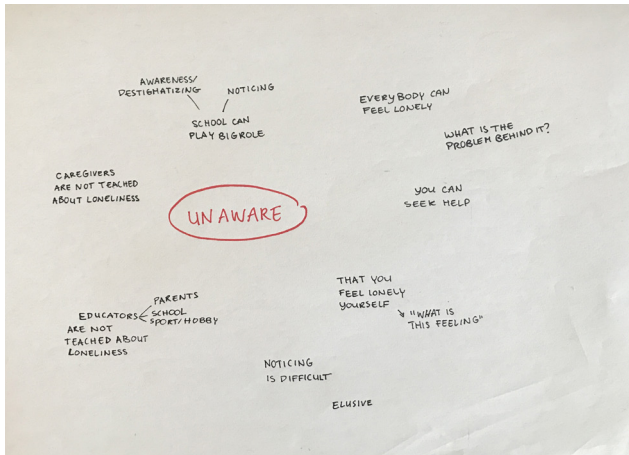 AWARENESS/
DESTIGMATIZING
NOTICING
SCHOOL CAN
PLAY BIG ROLE
EVERYBODY CAN
FEEL LONELY
WHAT IS THE
PROBLEM BEHIND IT?
CAREGIVERS
ARE NOT TEACHED
ABOUT LONELINESS
UNAWARE
YOU CAN
SEEK HELP
THAT YOU
FEEL LONELY
YOURSELF
"WHAT IS
THIS FEELING"
PARENTS
EDUCATORS SCHOOL
SPORT/HOBBY
ARE NOT
TEACHED ABOUT
LONELINESS
NOTICING
IS DIFFICULT
ELUSIVE